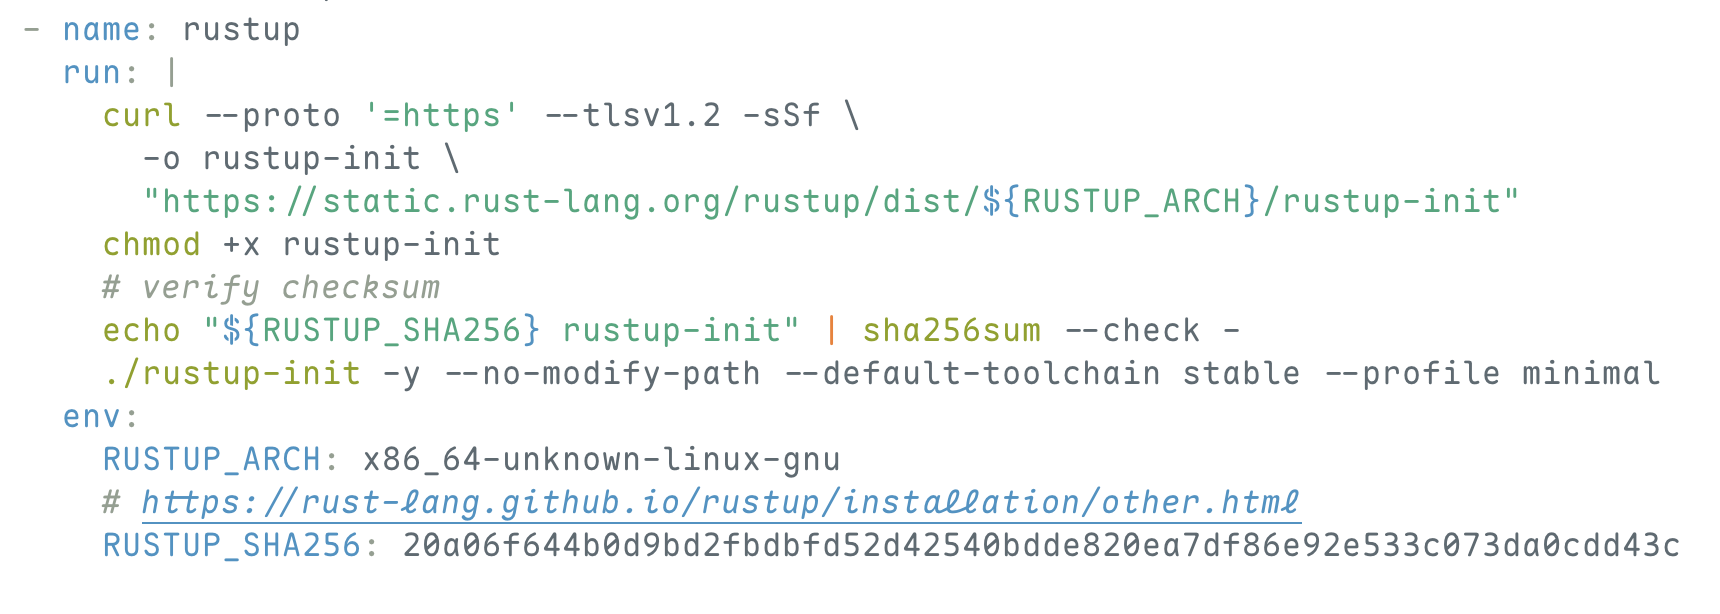 - name: rustup
  run: |
    curl --proto '=https' --tlsv1.2 -sSf \
      -o rustup-init \
      "https://static.rust-lang.org/rustup/dist/${RUSTUP_ARCH}/rustup-init"
    chmod +x rustup-init
    # verify checksum
    echo "${RUSTUP_SHA256} rustup-init" | sha256sum --check -
    ./rustup-init -y --no-modify-path --default-toolchain stable --profile minimal
  env:
    RUSTUP_ARCH: x86_64-unknown-linux-gnu
    # https://rust-lang.github.io/rustup/installation/other.html
    RUSTUP_SHA256: 20a06f644b0d9bd2fbdbfd52d42540bdde820ea7df86e92e533c073da0cdd43c